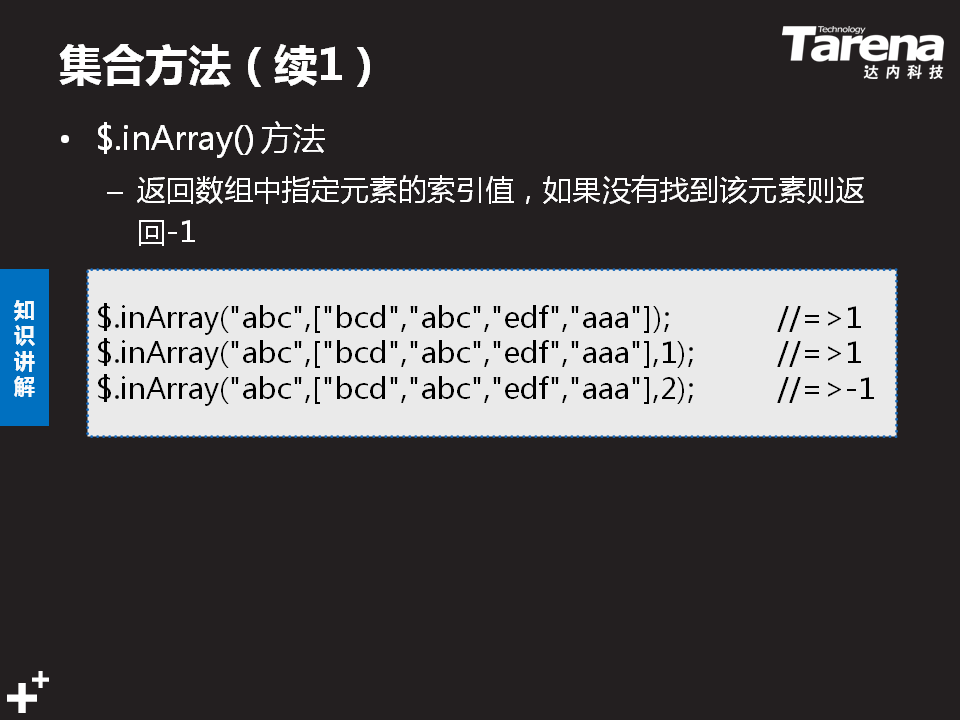 集合方法（续1）
Technology
Tarena
达内科技
• $.inArray() 方法
– 返回数组中指定元素的索引值，如果没有找到该元素则返
回-1
知
识
讲
解
$.inArray("abc",["bcd","abc","edf","aaa"]); //=>1
$.inArray("abc",["bcd","abc","edf","aaa"],1); //=>1
$.inArray("abc",["bcd","abc","edf","aaa"],2); //=>-1